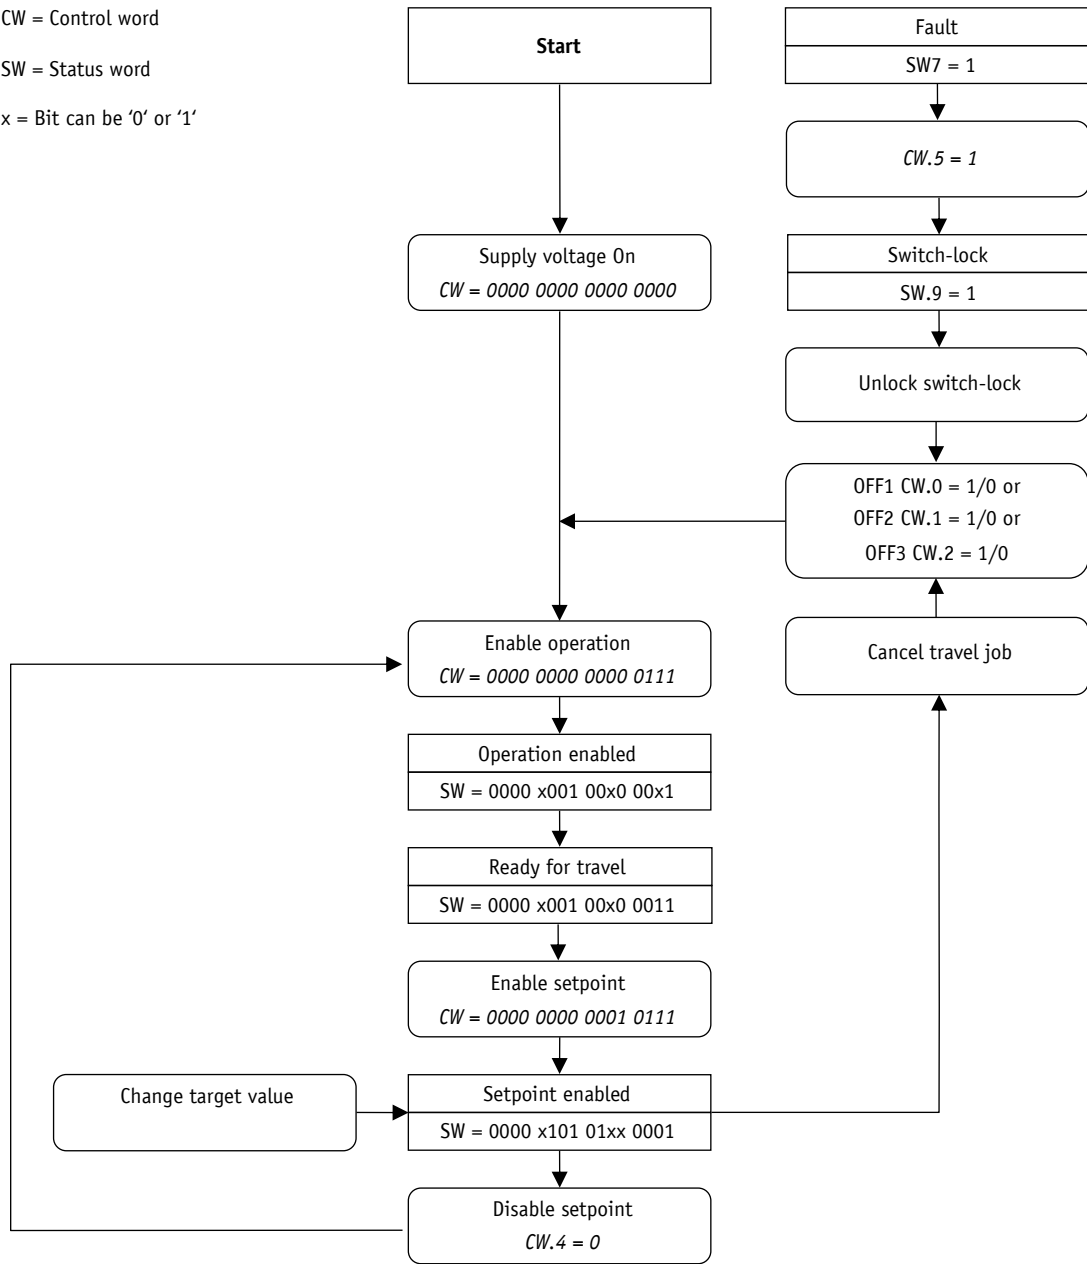 CW = Control word
SW = Status word
x = Bit can be ‘0‘ or ‘1‘
Start
Supply voltage On
CW = 0000 0000 0000 0000
Fault
SW7 = 1
CW.5 = 1
Switch-lock
SW.9 = 1
Unlock switch-lock
OFF1 CW.0 = 1/0 or
OFF2 CW.1 = 1/0 or
OFF3 CW.2 = 1/0
Cancel travel job
Enable operation
CW = 0000 0000 0000 0111
Operation enabled
SW = 0000 x001 00x0 00x1
Ready for travel
SW = 0000 x001 00x0 0011
Enable setpoint
CW = 0000 0000 0001 0111
Change target value
Setpoint enabled
SW = 0000 x101 01xx 0001
Disable setpoint
CW.4 = 0